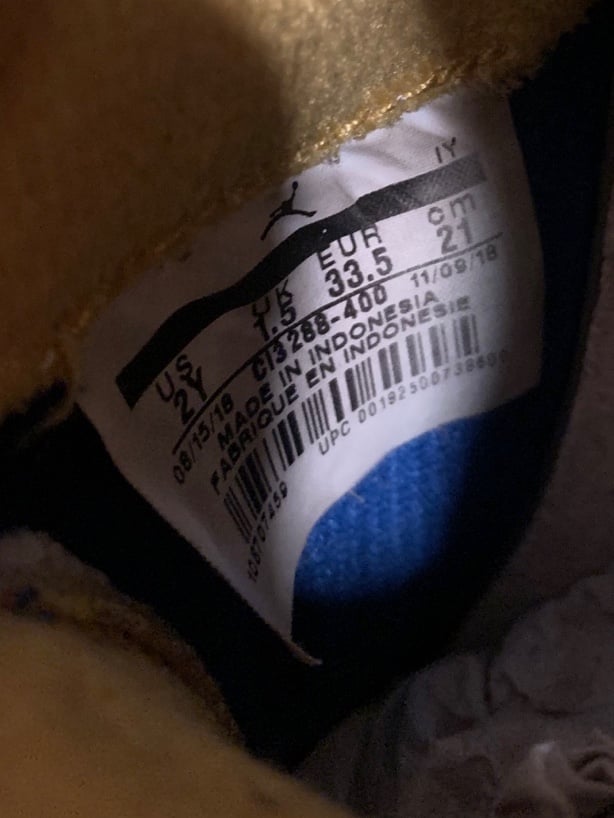 IY
US UK EUR cm
2Y 1.5 33.5 21
CI3288-400
08/15/18 11/09/18
MADE IN INDONESIA
FABRIQUE EN INDONESIE
UPC